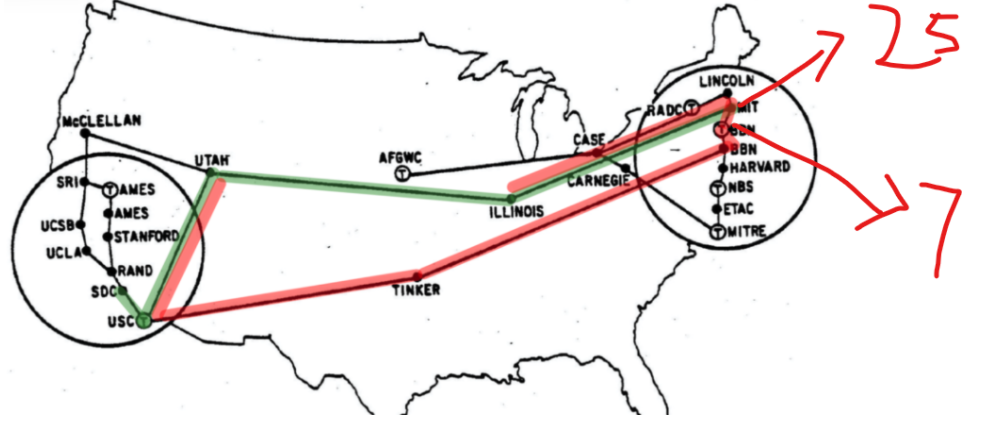 25
LINCOLN
McCLELLAN
RADC T MIT
T BBN
CASE
BBN
UTAH
AFGWC
T
HARVARD
SRI T AMES
CARNEGIE
T NBS
AMES
ILLINOIS
ETAC
UCSB
STANFORD
T MITRE
7
UCLA
RAND
SDC
TINKER
USC T